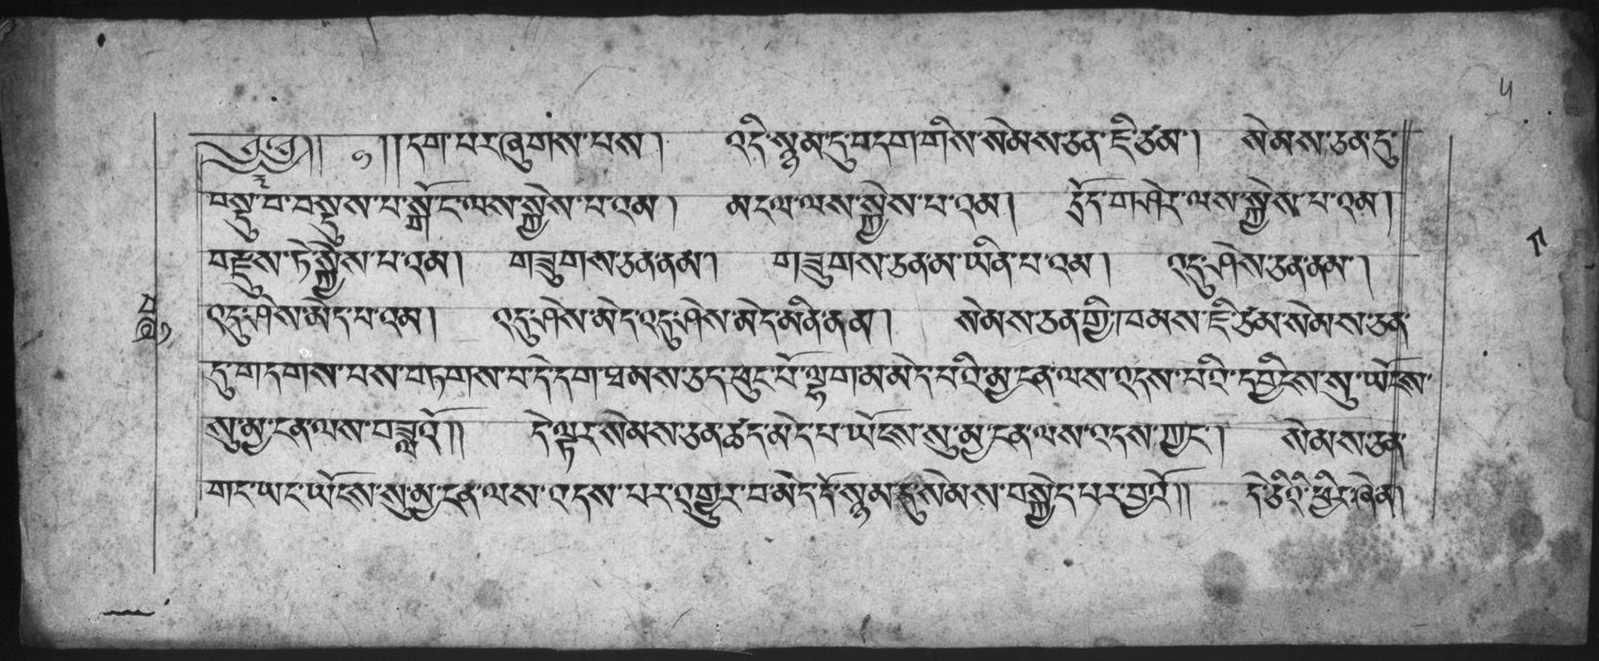 ༄༅།། ༡ །།དག་པར་ཞུགས་པས། འདི་སྙམ་དུ་བདག་གིས་སེམས་ཅན་ཇི་ཙམ། སེམས་ཅན་དུ་
བསྡུ་བ་བསྡུས་པ་སྒོ་ང་ལས་སྐྱེས་པ་འམ། མངལ་ལས་སྐྱེས་པ་འམ། དྲོད་གཤེར་ལས་སྐྱེས་པ་འམ།
བརྫུས་ཏེ་སྐྱེས་པ་འམ། གཟུགས་ཅན་ནམ། གཟུགས་ཅན་མ་ཡིན་པ་འམ། འདུ་ཤེས་ཅན་ནམ།
འདུ་ཤེས་མེད་པ་འམ། འདུ་ཤེས་མེད་འདུ་ཤེས་མེད་མིན་ནམ། སེམས་ཅན་གྱི་ཁམས་ཇི་ཙམ་སེམས་ཅན་
དུ་གདགས་པས་བཏགས་པ་དེ་དག་ཐམས་ཅད་ཕུང་པོ་ལྷག་མ་མེད་པའི་མྱ་ངན་ལས་འདས་པའི་དབྱིངས་སུ་ཡོངས་
སུ་མྱ་ངན་ལས་བཟླའོ།། དེ་ལྟར་སེམས་ཅན་ཚད་མེད་པ་ཡོངས་སུ་མྱ་ངན་ལས་འདས་ཀྱང་། སེམས་ཅན་
གང་ཡང་ཡོངས་སུ་མྱ་ངན་ལས་འདས་པར་འགྱུར་བ་མེད་དོ་སྙམ་དུ་སེམས་བསྐྱེད་པར་བྱའོ།། དེ་ཅིའི་ཕྱིར་ཞེ་ན།